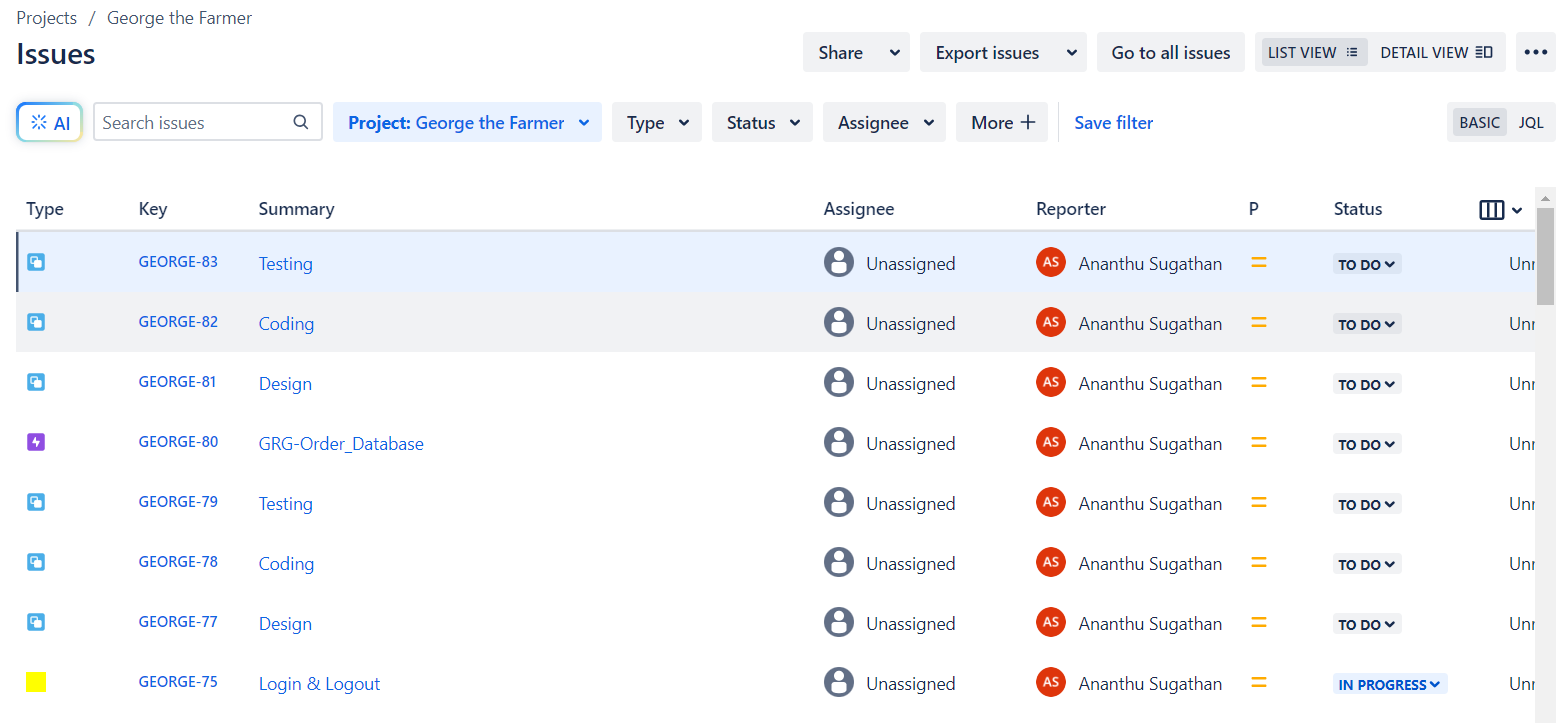 Projects / George the Farmer
Issues
Share Export issues Go to all issues LIST VIEW DETAIL VIEW
AI Search issues Project: George the Farmer Type Status Assignee More Save filter BASIC JQL
Type Key Summary Assignee Reporter P Status
GEORGE-83 Testing Unassigned AS Ananthu Sugathan TO DO Unr
GEORGE-82 Coding Unassigned AS Ananthu Sugathan TO DO Unr
GEORGE-81 Design Unassigned AS Ananthu Sugathan TO DO Unr
GEORGE-80 GRG-Order_Database Unassigned AS Ananthu Sugathan TO DO Unr
GEORGE-79 Testing Unassigned AS Ananthu Sugathan TO DO Unr
GEORGE-78 Coding Unassigned AS Ananthu Sugathan TO DO Unr
GEORGE-77 Design Unassigned AS Ananthu Sugathan TO DO Unr
GEORGE-75 Login & Logout Unassigned AS Ananthu Sugathan IN PROGRESS Unr